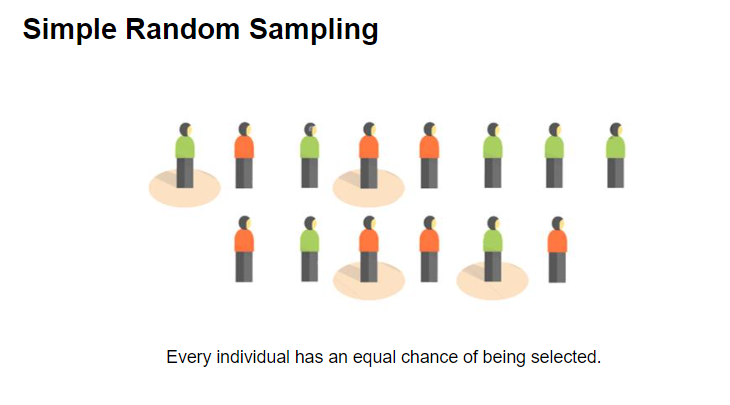 Simple Random Sampling
Every individual has an equal chance of being selected.